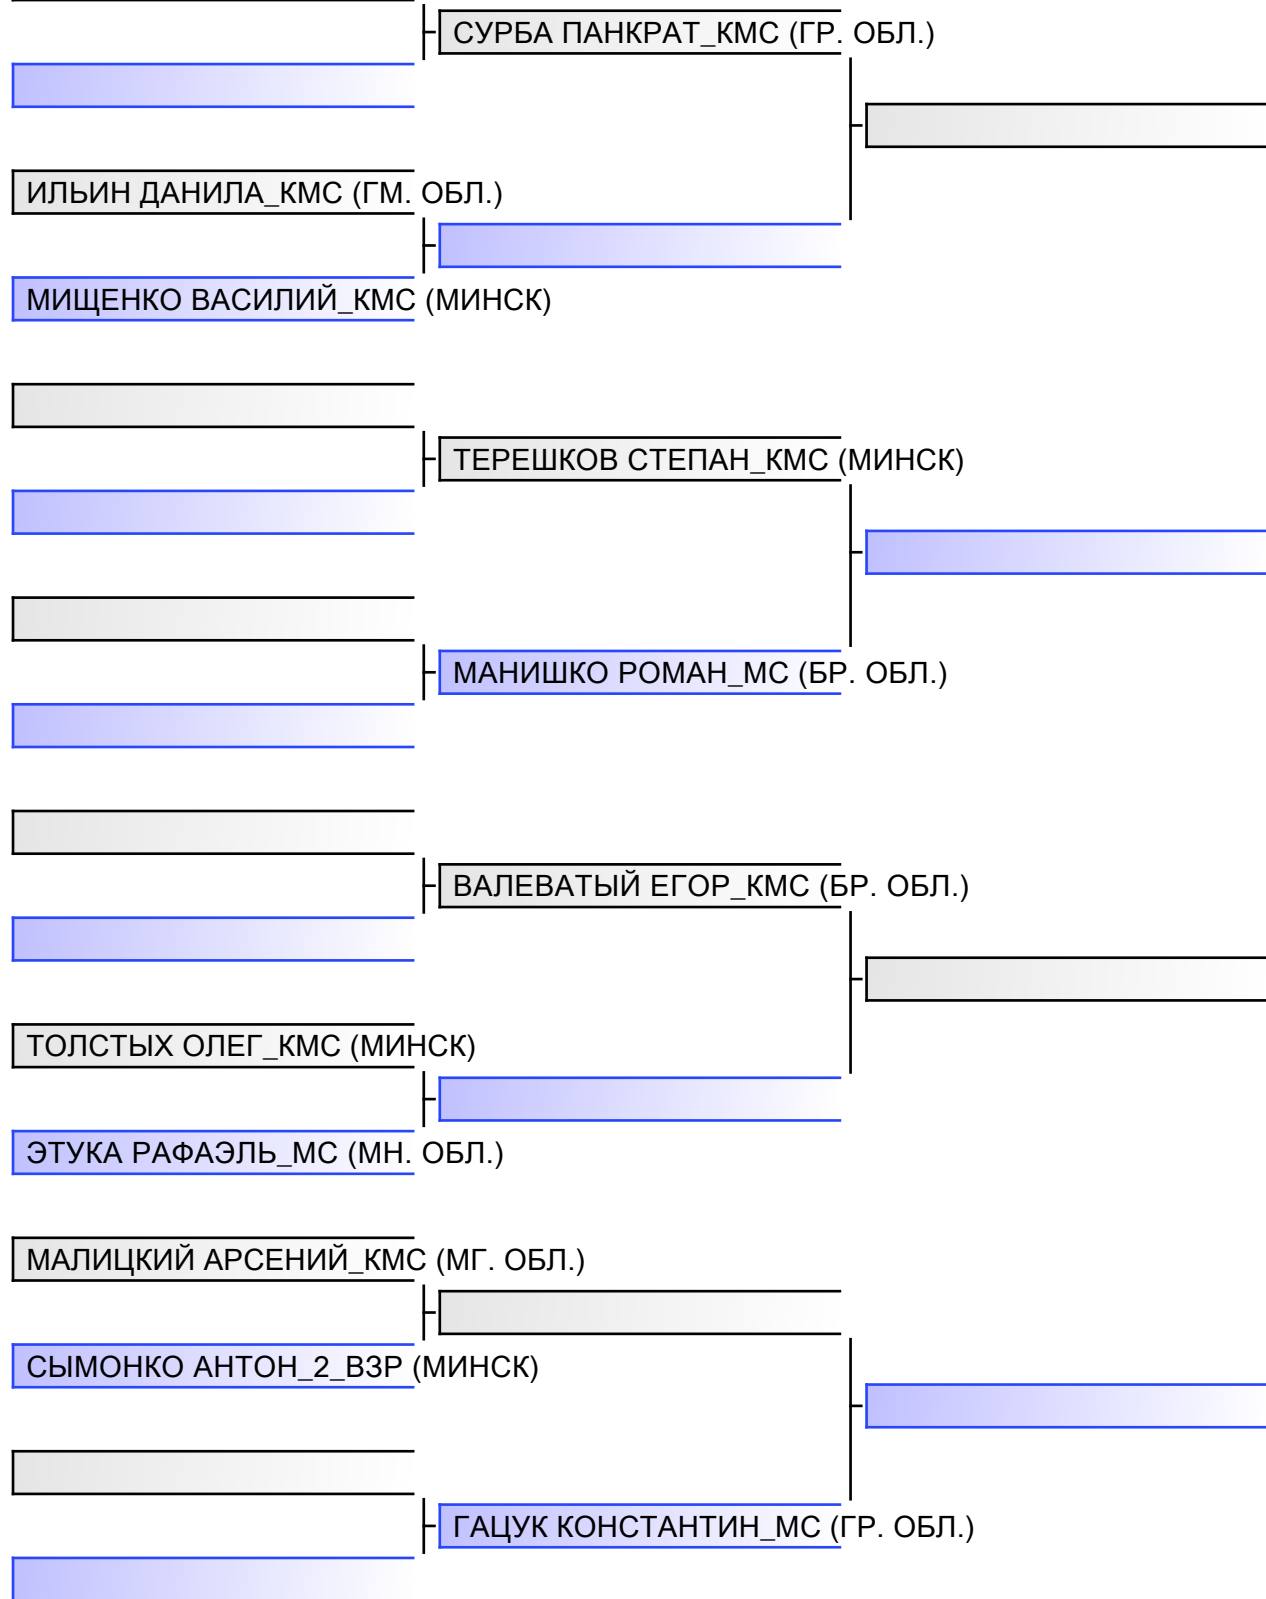 СУРБА ПАНКРАТ_КМС (ГР. ОБЛ.)
ИЛЬИН ДАНИЛА_КМС (ГМ. ОБЛ.)
МИЩЕНКО ВАСИЛИЙ_КМС (МИНСК)
ТЕРЕШКОВ СТЕПАН_КМС (МИНСК)
МАНИШКО РОМАН_МС (БР. ОБЛ.)
ВАЛЕВАТЫЙ ЕГОР_КМС (БР. ОБЛ.)
ТОЛСТЫХ ОЛЕГ_КМС (МИНСК)
ЭТУКА РАФАЭЛЬ_МС (МН. ОБЛ.)
МАЛИЦКИЙ АРСЕНИЙ_КМС (МГ. ОБЛ.)
СЫМОНКО АНТОН_2_ВЗР (МИНСК)
ГАЦУК КОНСТАНТИН_МС (ГР. ОБЛ.)